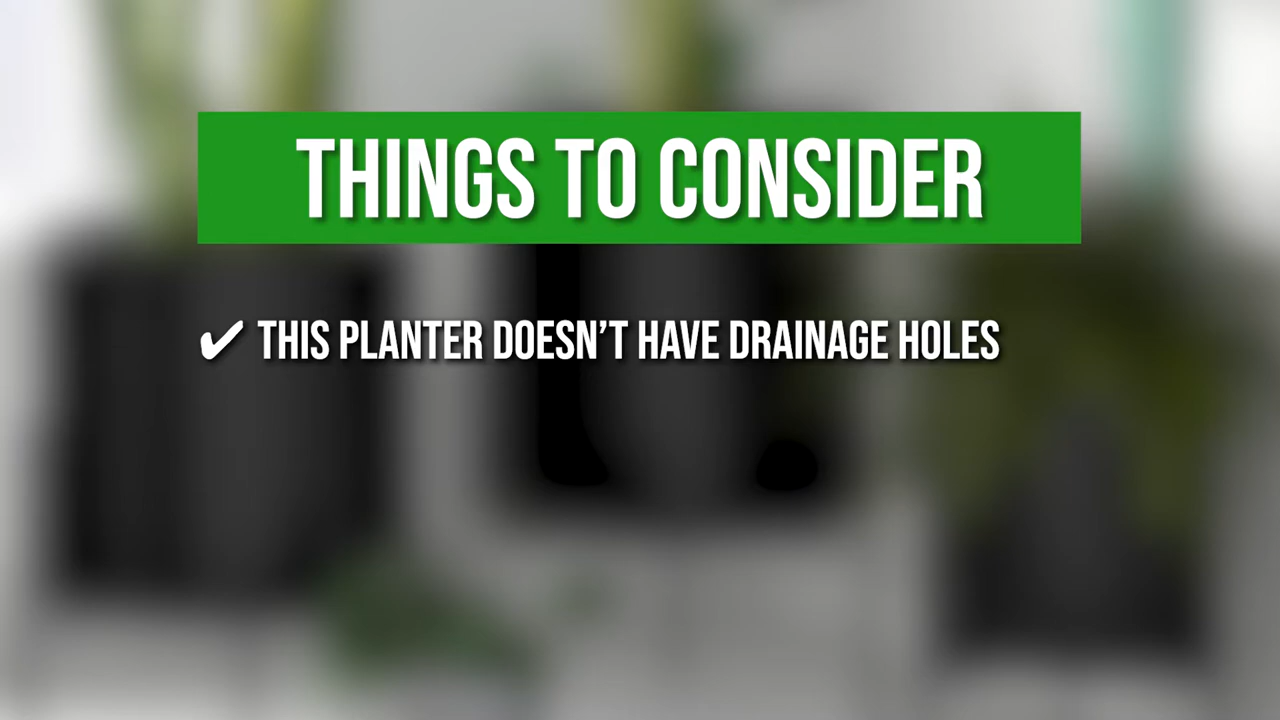 THINGS TO CONSIDER
✔ THIS PLANTER DOESN’T HAVE DRAINAGE HOLES